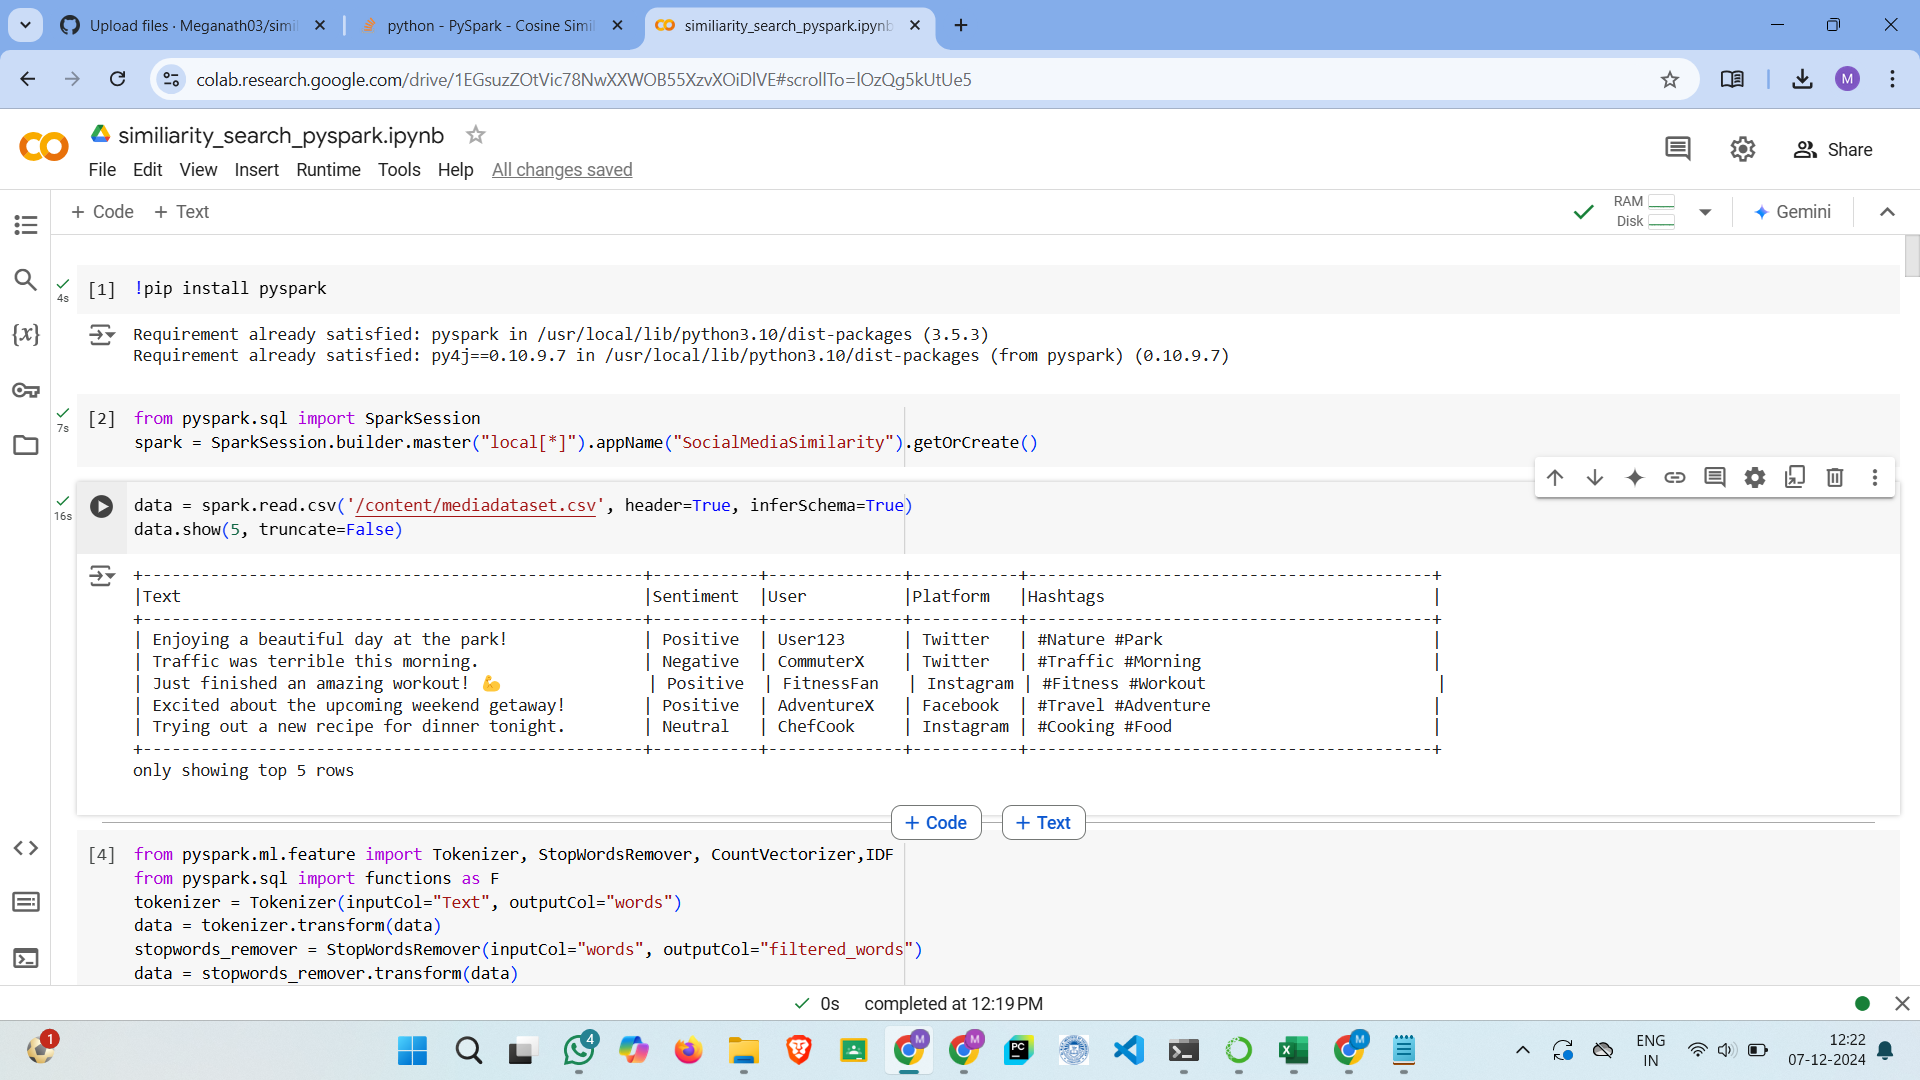 Upload files · Meganath03/simil
python - PySpark - Cosine Simil
similiarity_search_pyspark.ipynb
colab.research.google.com/drive/1EGsuzZOtVic78NwXXWOB55XzvXOiDlVE#scrollTo=lOzQg5kUtUe5
M
similiarity_search_pyspark.ipynb
File Edit View Insert Runtime Tools Help All changes saved
Share
+ Code + Text
RAM
Disk
Gemini
4s
[1] !pip install pyspark
Requirement already satisfied: pyspark in /usr/local/lib/python3.10/dist-packages (3.5.3)
Requirement already satisfied: py4j==0.10.9.7 in /usr/local/lib/python3.10/dist-packages (from pyspark) (0.10.9.7)
7s
[2] from pyspark.sql import SparkSession
spark = SparkSession.builder.master("local[*]").appName("SocialMediaSimilarity").getOrCreate()
16s
data = spark.read.csv('/content/mediadataset.csv', header=True, inferSchema=True)
data.show(5, truncate=False)
+----------------------------------------------------+-----------+--------------+-----------+------------------------------------------+
|Text |Sentiment |User |Platform |Hashtags |
+----------------------------------------------------+-----------+--------------+-----------+------------------------------------------+
| Enjoying a beautiful day at the park! | Positive | User123 | Twitter | #Nature #Park |
| Traffic was terrible this morning. | Negative | CommuterX | Twitter | #Traffic #Morning |
| Just finished an amazing workout! 💪 | Positive | FitnessFan | Instagram | #Fitness #Workout |
| Excited about the upcoming weekend getaway! | Positive | AdventureX | Facebook | #Travel #Adventure |
| Trying out a new recipe for dinner tonight. | Neutral | ChefCook | Instagram | #Cooking #Food |
+----------------------------------------------------+-----------+--------------+-----------+------------------------------------------+
only showing top 5 rows
+ Code + Text
[4] from pyspark.ml.feature import Tokenizer, StopWordsRemover, CountVectorizer,IDF
from pyspark.sql import functions as F
tokenizer = Tokenizer(inputCol="Text", outputCol="words")
data = tokenizer.transform(data)
stopwords_remover = StopWordsRemover(inputCol="words", outputCol="filtered_words")
data = stopwords_remover.transform(data)
0s completed at 12:19 PM
1
4
M
M
PC
M
ENG
IN
12:22
07-12-2024